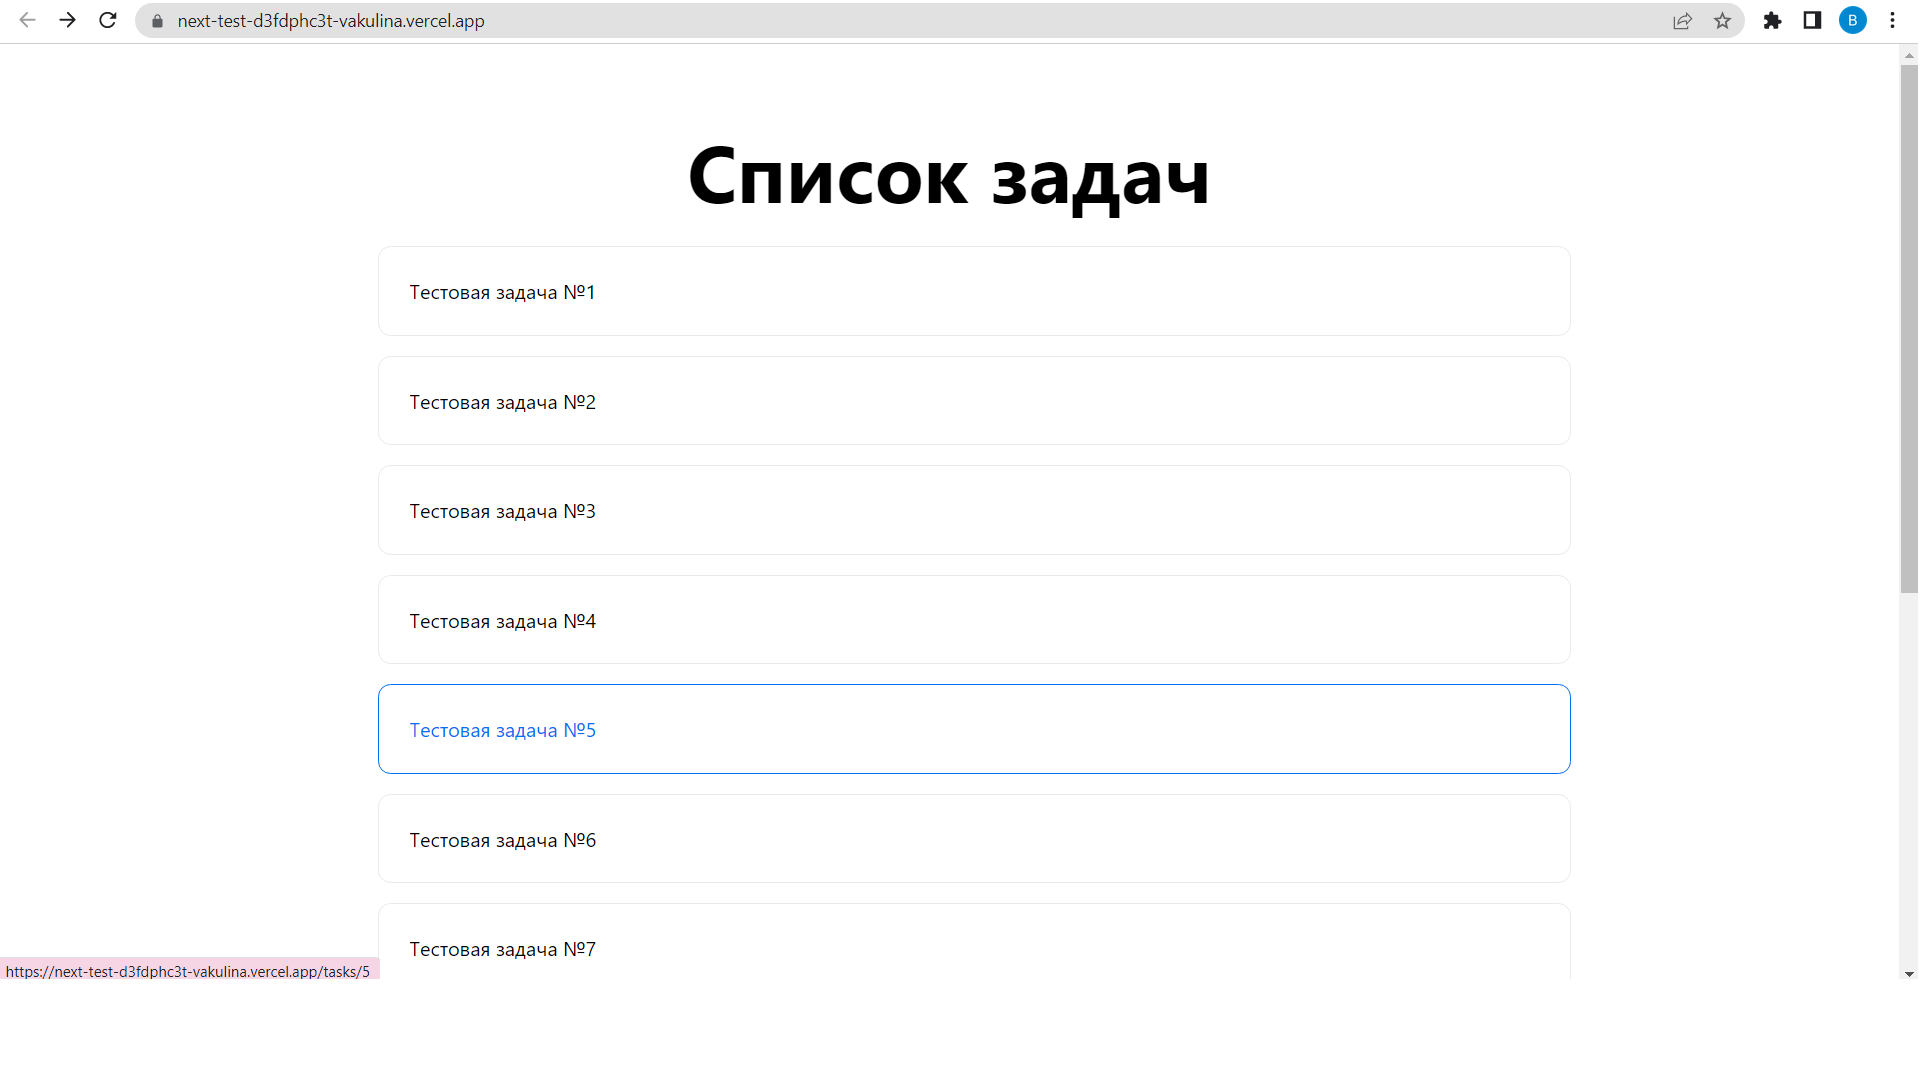 next-test-d3fdphc3t-vakulina.vercel.app
B
Список задач
Тестовая задача №1
Тестовая задача №2
Тестовая задача №3
Тестовая задача №4
Тестовая задача №5
Тестовая задача №6
Тестовая задача №7
https://next-test-d3fdphc3t-vakulina.vercel.app/tasks/5